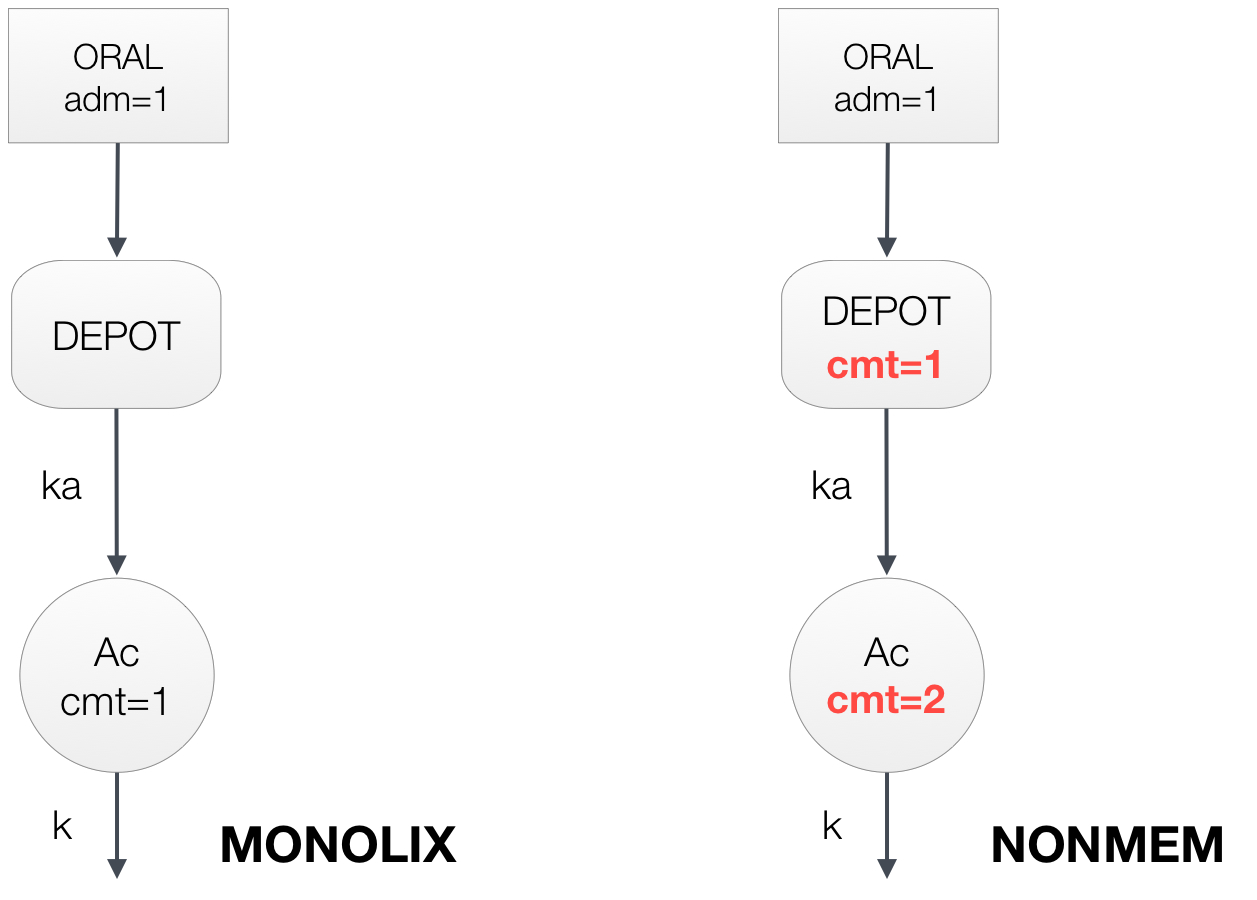 ORAL
adm=1
DEPOT
ka
Ac
cmt=1
k
MONOLIX
ORAL
adm=1
DEPOT
cmt=1
ka
Ac
cmt=2
k
NONMEM